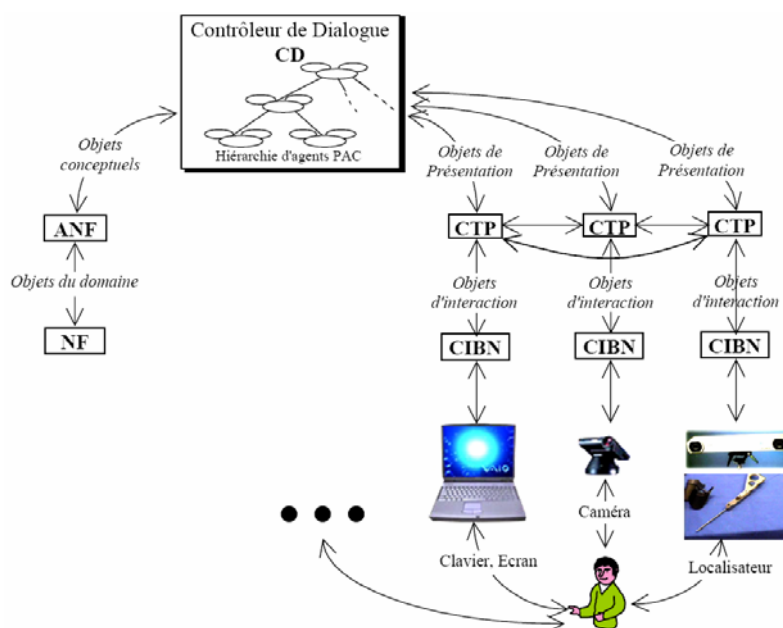 Contrôleur de Dialogue
CD
Hiérarchie d'agents PAC
Objets
conceptuels
ANF
Objets du domaine
NF
Objets de
Présentation
Objets de
Présentation
Objets de
Présentation
CTP
CTP
CTP
Objets
d'interaction
Objets
d'interaction
Objets
d'interaction
CIBN
CIBN
CIBN
VAIO
Caméra
Clavier, Ecran
Localisateur